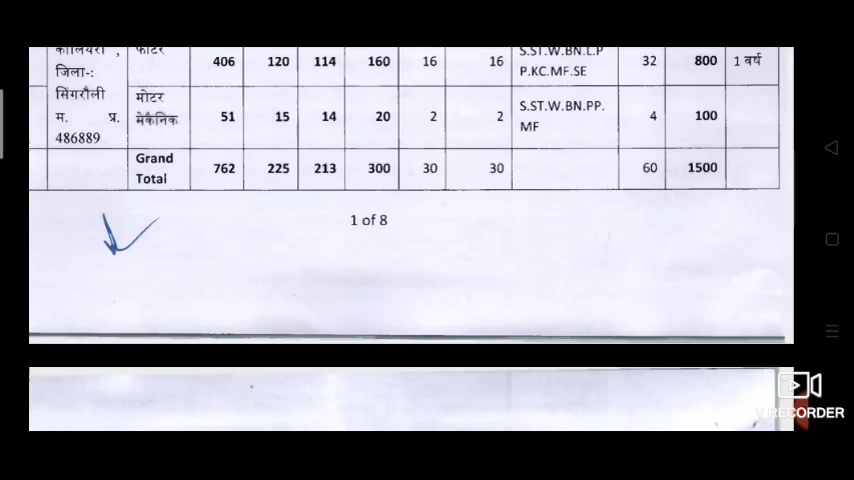 कोलियरी ,
जिला-:
सिंगरौली
म. प्र.
486889
फीटर 406 120 114 160 16 16 S.ST.W.BN.L.P P.KC.MF.SE 32 800 1 वर्ष
मोटर मेकैनिक 51 15 14 20 2 2 S.ST.W.BN.PP. MF 4 100
Grand Total 762 225 213 300 30 30 60 1500
1 of 8
V RECORDER